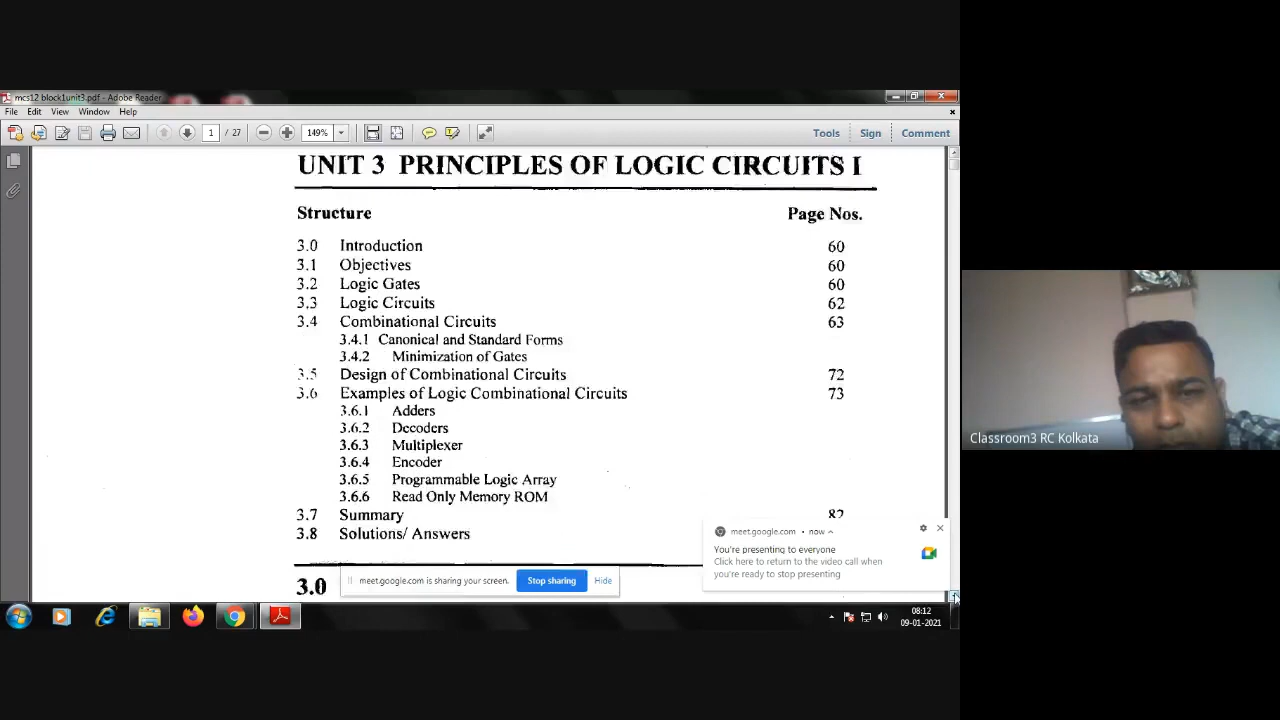 mcs12 block1unit3.pdf - Adobe Reader
File Edit View Window Help
1 / 27 149% Tools Sign Comment
UNIT 3 PRINCIPLES OF LOGIC CIRCUITS I
Structure Page Nos.
3.0 Introduction 60
3.1 Objectives 60
3.2 Logic Gates 60
3.3 Logic Circuits 62
3.4 Combinational Circuits 63
3.4.1 Canonical and Standard Forms
3.4.2 Minimization of Gates
3.5 Design of Combinational Circuits 72
3.6 Examples of Logic Combinational Circuits 73
3.6.1 Adders
3.6.2 Decoders
3.6.3 Multiplexer
3.6.4 Encoder
3.6.5 Programmable Logic Array
3.6.6 Read Only Memory ROM
3.7 Summary 82
3.8 Solutions/ Answers
3.0
meet.google.com • now
You're presenting to everyone
Click here to return to the video call when
you're ready to stop presenting
meet.google.com is sharing your screen. Stop sharing Hide
08:12
09-01-2021
Classroom3 RC Kolkata